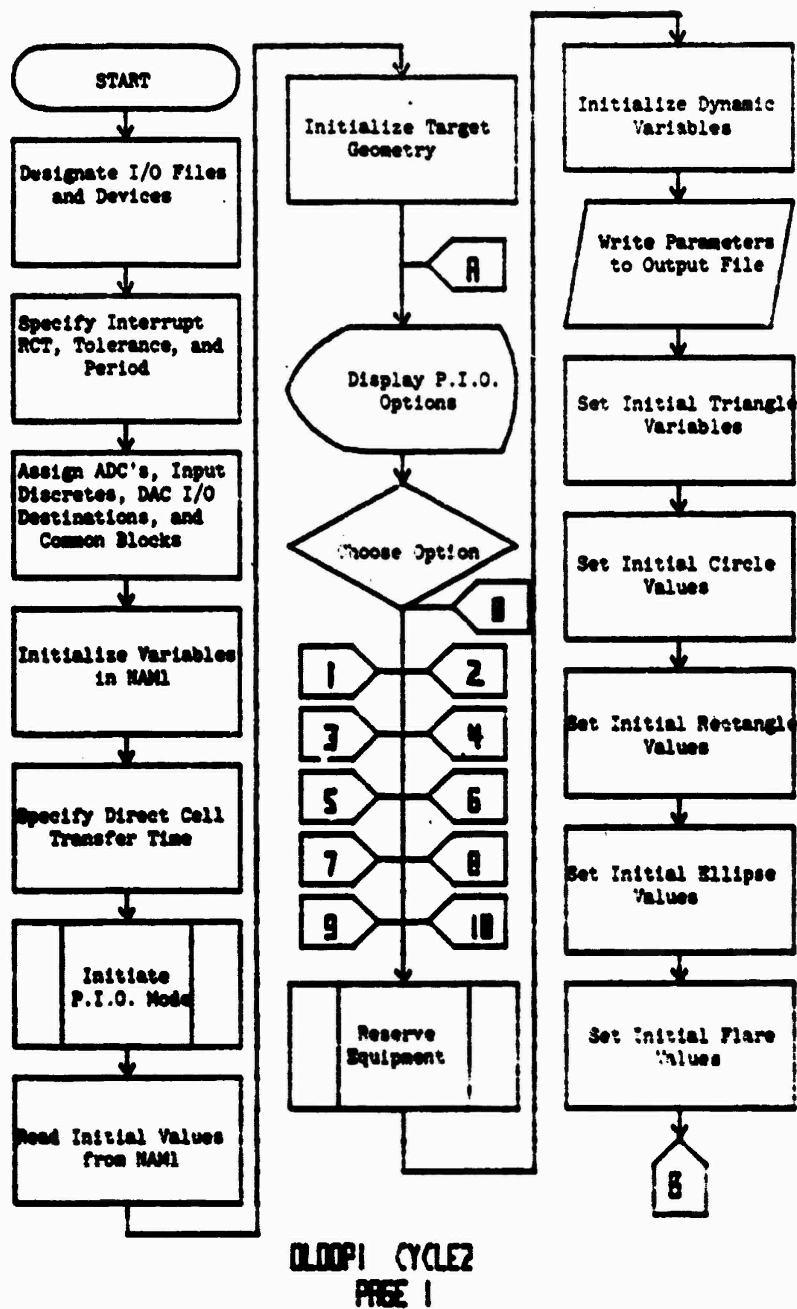 START
Designate I/O Files
and Devices
Specify Interrupt
RCT, Tolerance, and
Period
Assign ADC's, Input
Discretes, DAC I/O
Destinations, and
Common Blocks
Initialize Variables
in NAM1
Specify Direct Cell
Transfer Time
Initiate
P.I.O. Mode
Read Initial Values
from NAM1
Initialize Target
Geometry
A
Display P.I.O.
Options
Choose Option
1
2
3
4
5
6
7
8
9
10
Reserve
Equipment
Initialize Dynamic
Variables
Write Parameters
to Output File
Set Initial Triangle
Variables
Set Initial Circle
Values
Set Initial Rectangle
Values
Set Initial Ellipse
Values
Set Initial Flare
Values
B
CYCLE2
PAGE 1